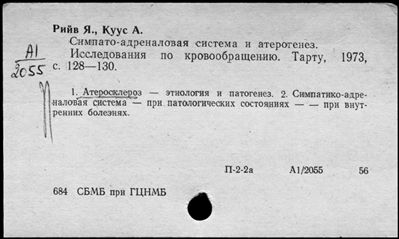 Рийв Я., Куус А.
Симпато-адреналовая система и атерогенез.
Исследования по кровообращению. Тарту, 1973,
с. 128—130.
А1
2055
1. Атеросклероз — этиология и патогенез. 2. Симпатико-адре-
наловая система — при патологических состояниях — — при внут-
ренних болезнях.
П-2-2а А1/2055 56
684 СБМБ при ГЦНМБ